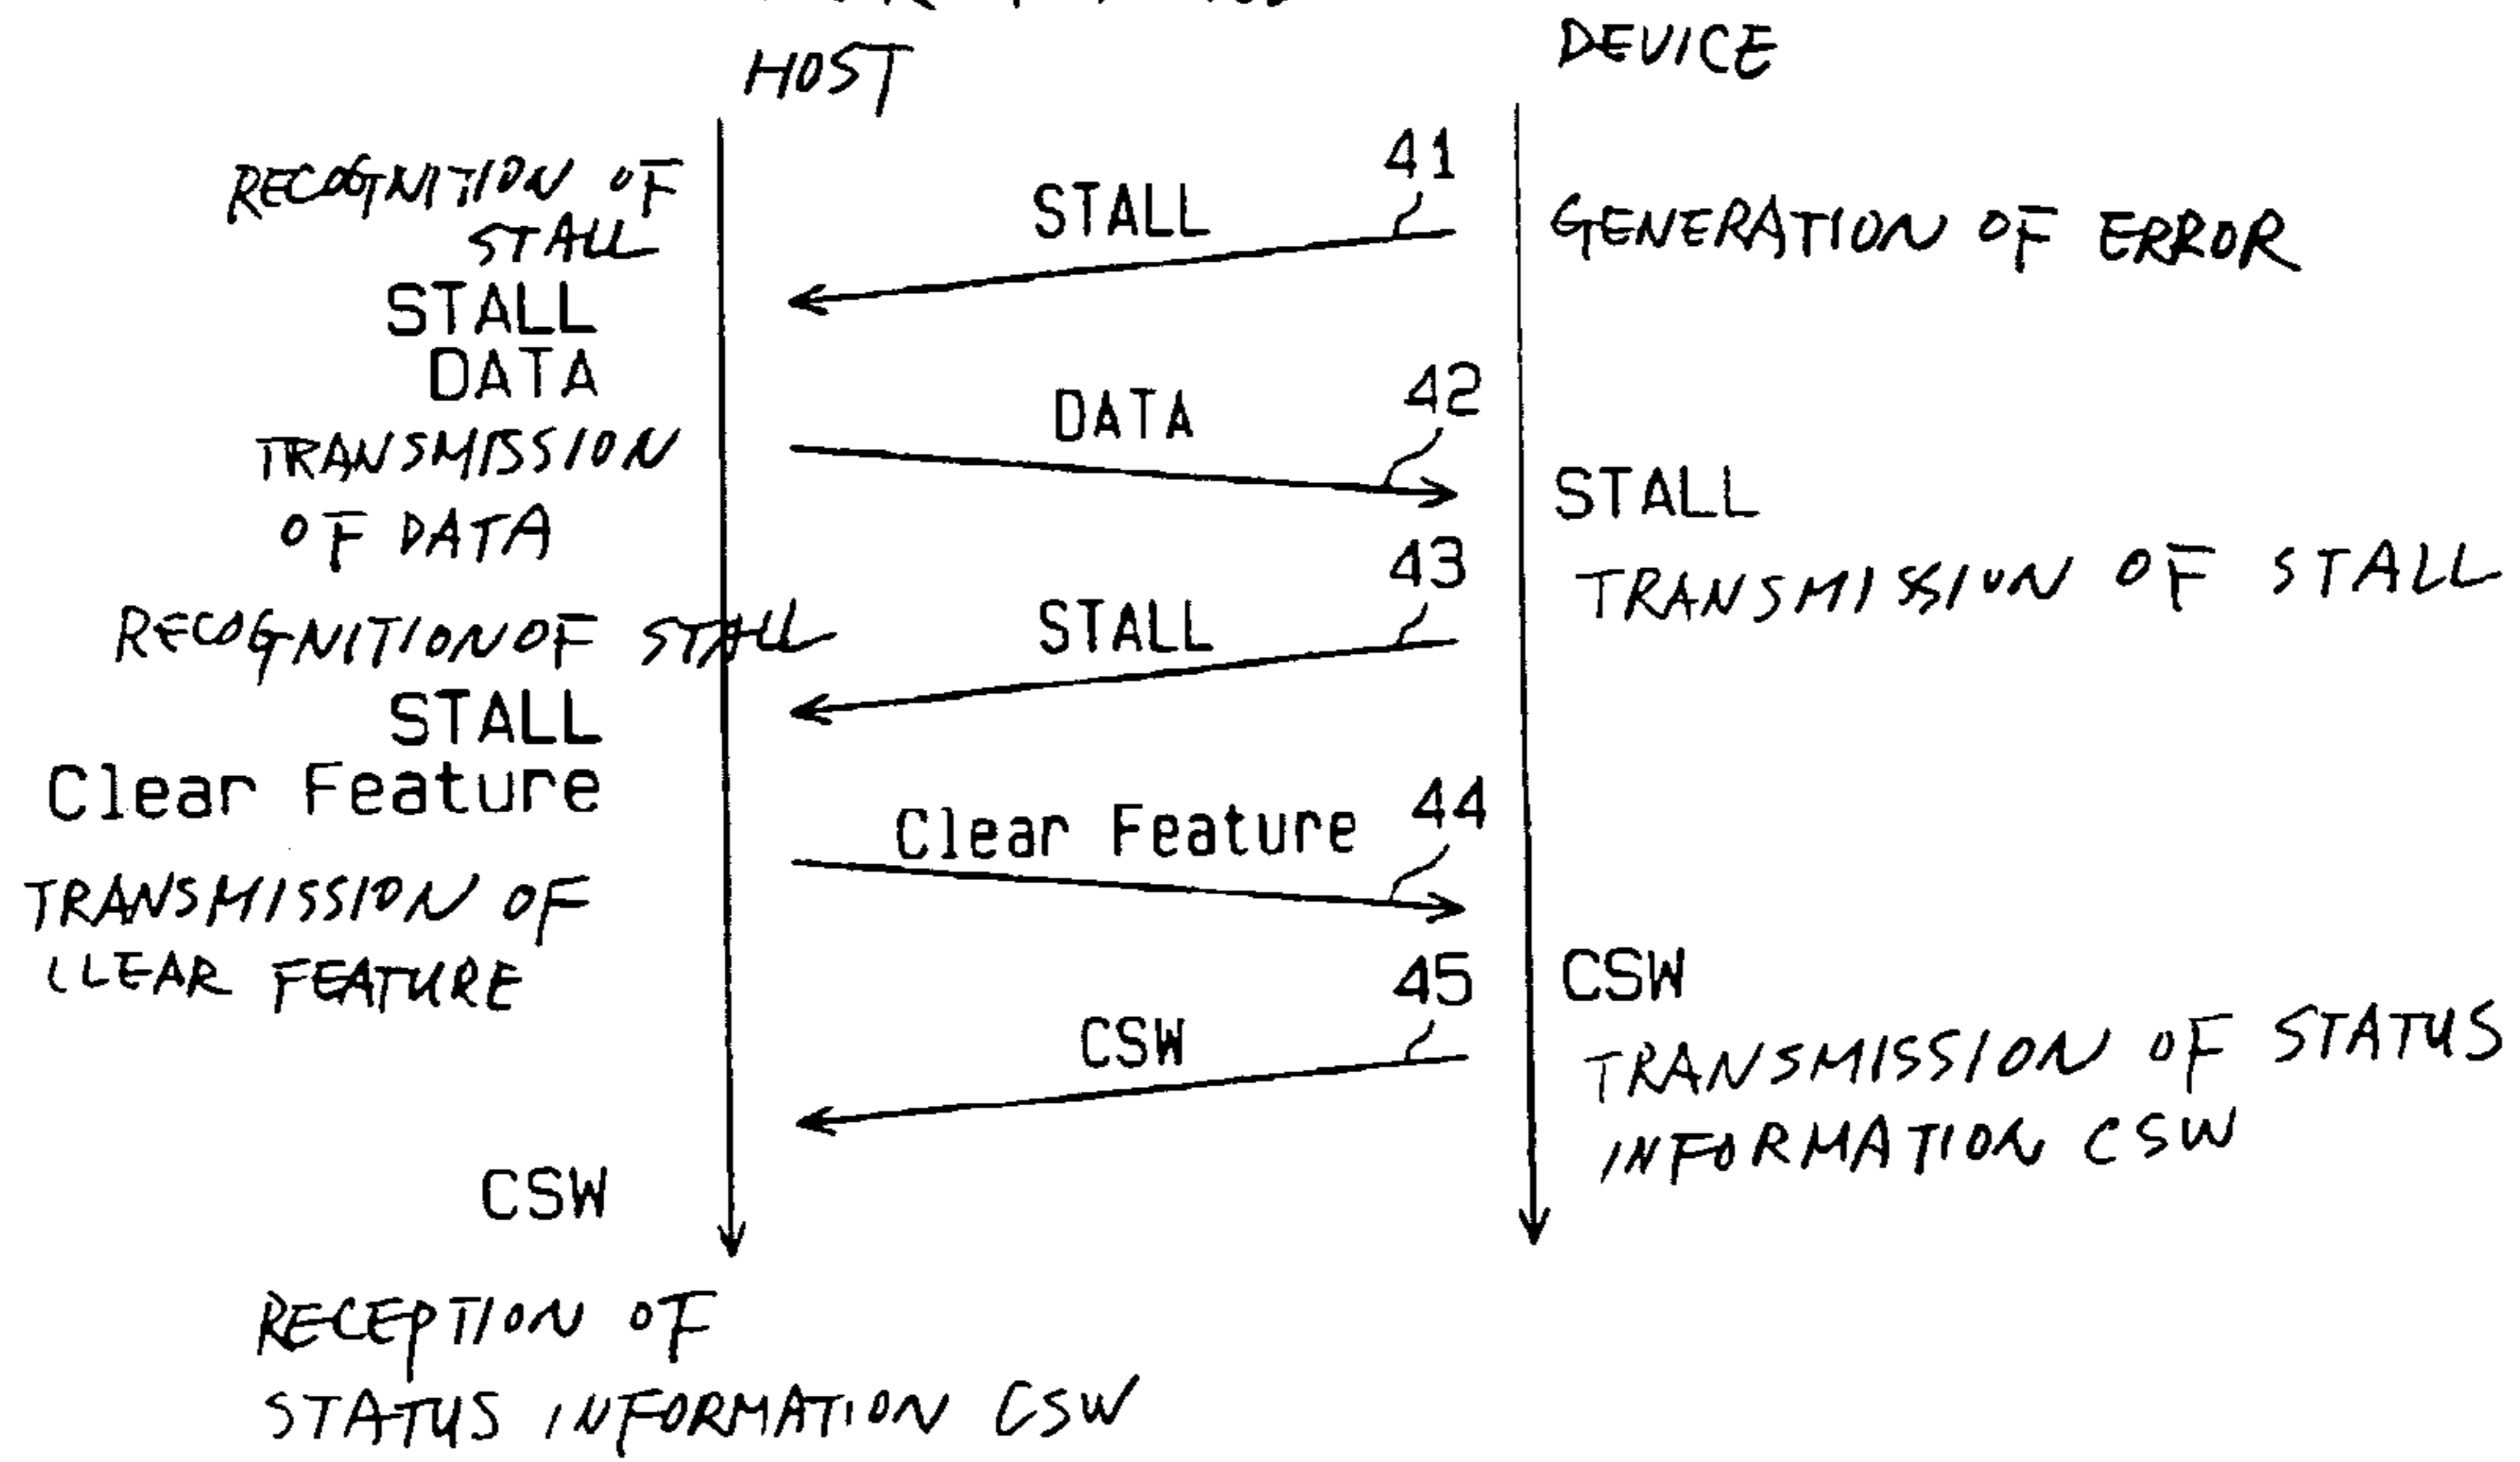 HOST
DEVICE
RECOGNITION OF
STALL
STALL
DATA
TRANSMISSION
OF DATA
RECOGNITION OF STALL
STALL
Clear Feature
TRANSMISSION OF
CLEAR FEATURE
CSW
RECEPTION OF
STATUS INFORMATION CSW
41
STALL
42
DATA
43
STALL
44
Clear Feature
45
CSW
GENERATION OF ERROR
STALL
TRANSMISSION OF STALL
CSW
TRANSMISSION OF STATUS
INFORMATION CSW